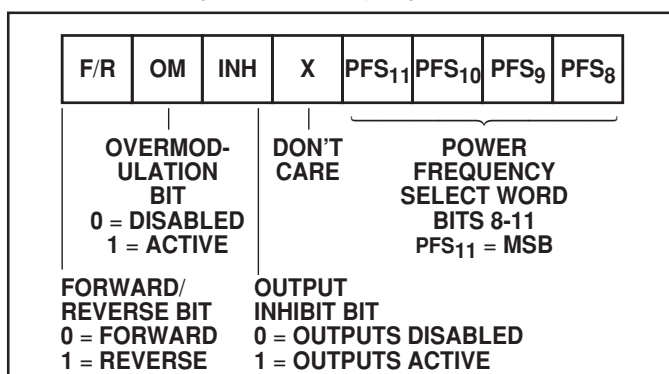 F/R OM INH X PFS11 PFS10 PFS9 PFS8
OVERMOD-
ULATION
BIT
0 = DISABLED
1 = ACTIVE
DON'T
CARE
POWER
FREQUENCY
SELECT WORD
BITS 8-11
PFS11 = MSB
FORWARD/
REVERSE BIT
0 = FORWARD
1 = REVERSE
OUTPUT
INHIBIT BIT
0 = OUTPUTS DISABLED
1 = OUTPUTS ACTIVE